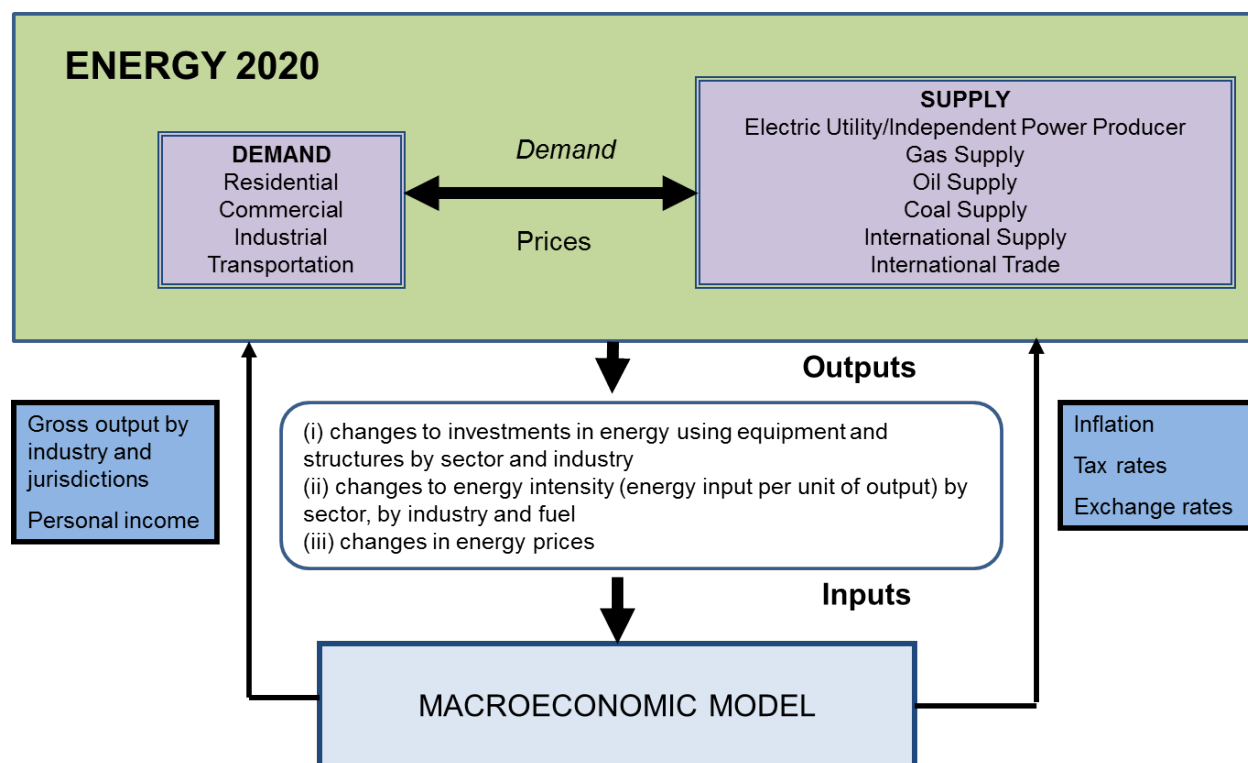 ENERGY 2020
DEMAND
Residential
Commercial
Industrial
Transportation
Demand
Prices
SUPPLY
Electric Utility/Independent Power Producer
Gas Supply
Oil Supply
Coal Supply
International Supply
International Trade
Outputs
Gross output by
industry and
jurisdictions
Personal income
(i) changes to investments in energy using equipment and
structures by sector and industry
(ii) changes to energy intensity (energy input per unit of output) by
sector, by industry and fuel
(iii) changes in energy prices
Inflation
Tax rates
Exchange rates
Inputs
MACROECONOMIC MODEL